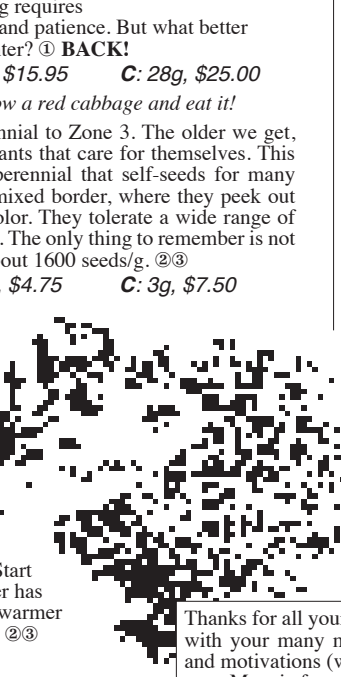 g requires
and patience. But what better
ter? ① BACK!
$15.95 C: 28g, $25.00
ow a red cabbage and eat it!
nnial to Zone 3. The older we get,
ants that care for themselves. This
perennial that self-seeds for many
mixed border, where they peek out
olor. They tolerate a wide range of
. The only thing to remember is not
out 1600 seeds/g. ②③
, $4.75 C: 3g, $7.50
Start
er has
warmer
②③
Thanks for all your
with your many n
and motivations (w